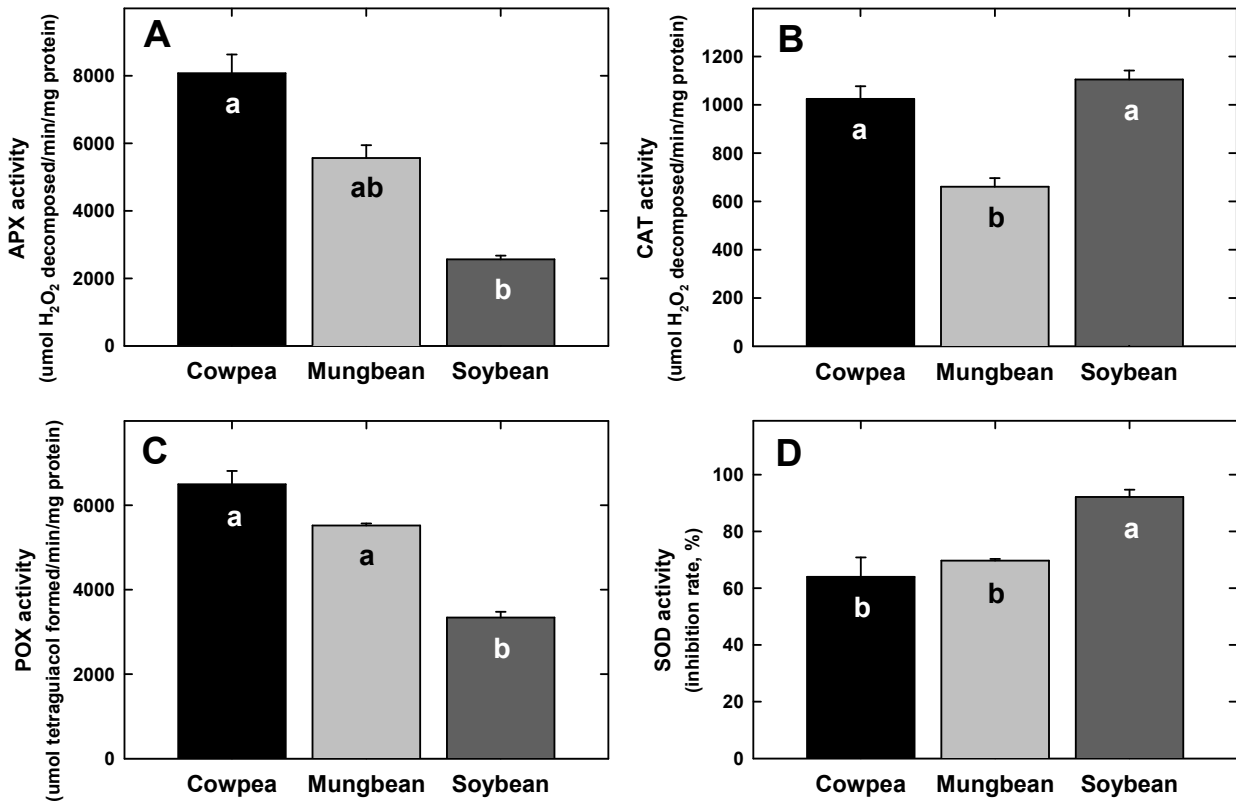 A
APX activity
(umol H₂O₂ decomposed/min/mg protein)
8000
6000
4000
2000
0
a
ab
b
Cowpea Mungbean Soybean
B
CAT activity
(umol H₂O₂ decomposed/min/mg protein)
1200
1000
800
600
400
200
0
a
b
a
Cowpea Mungbean Soybean
C
POX activity
(umol tetraguiacol formed/min/mg protein)
6000
4000
2000
0
a
a
b
Cowpea Mungbean Soybean
D
SOD activity
(inhibition rate, %)
100
80
60
40
20
0
b
b
a
Cowpea Mungbean Soybean